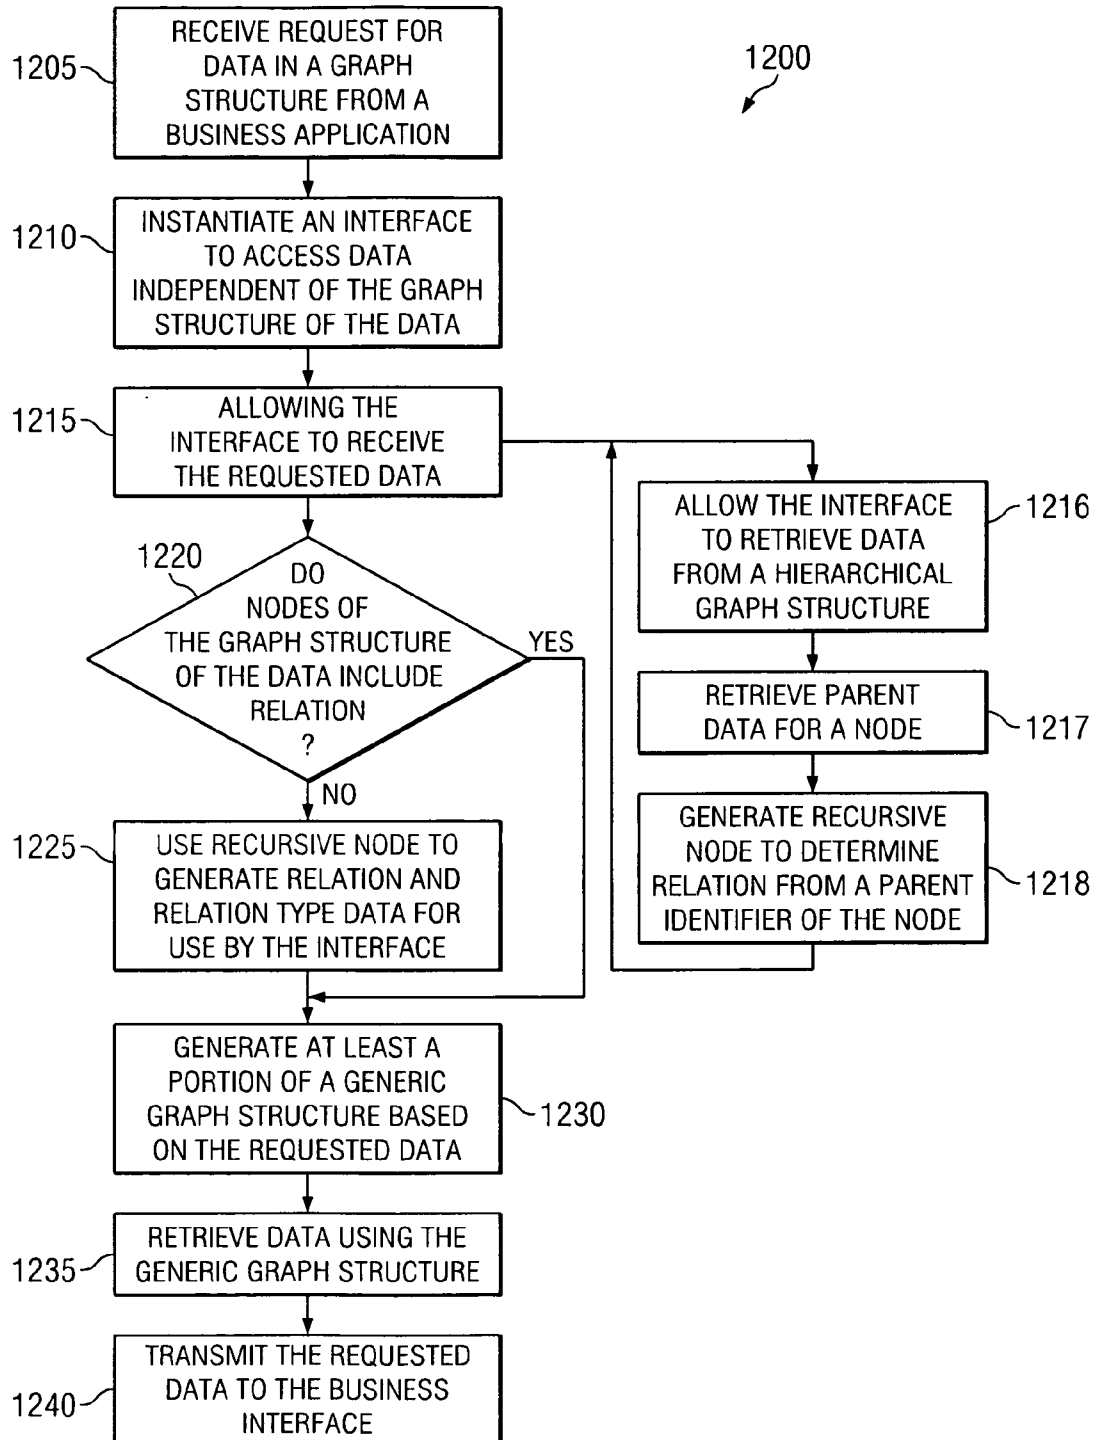 1200
1205
RECEIVE REQUEST FOR
DATA IN A GRAPH
STRUCTURE FROM A
BUSINESS APPLICATION
1210
INSTANTIATE AN INTERFACE
TO ACCESS DATA
INDEPENDENT OF THE GRAPH
STRUCTURE OF THE DATA
1215
ALLOWING THE
INTERFACE TO RECEIVE
THE REQUESTED DATA
1216
ALLOW THE INTERFACE
TO RETRIEVE DATA
FROM A HIERARCHICAL
GRAPH STRUCTURE
1217
RETRIEVE PARENT
DATA FOR A NODE
1218
GENERATE RECURSIVE
NODE TO DETERMINE
RELATION FROM A PARENT
IDENTIFIER OF THE NODE
1220
DO
NODES OF
THE GRAPH STRUCTURE
OF THE DATA INCLUDE
RELATION
?
YES
NO
1225
USE RECURSIVE NODE TO
GENERATE RELATION AND
RELATION TYPE DATA FOR
USE BY THE INTERFACE
1230
GENERATE AT LEAST A
PORTION OF A GENERIC
GRAPH STRUCTURE BASED
ON THE REQUESTED DATA
1235
RETRIEVE DATA USING THE
GENERIC GRAPH STRUCTURE
1240
TRANSMIT THE REQUESTED
DATA TO THE BUSINESS
INTERFACE